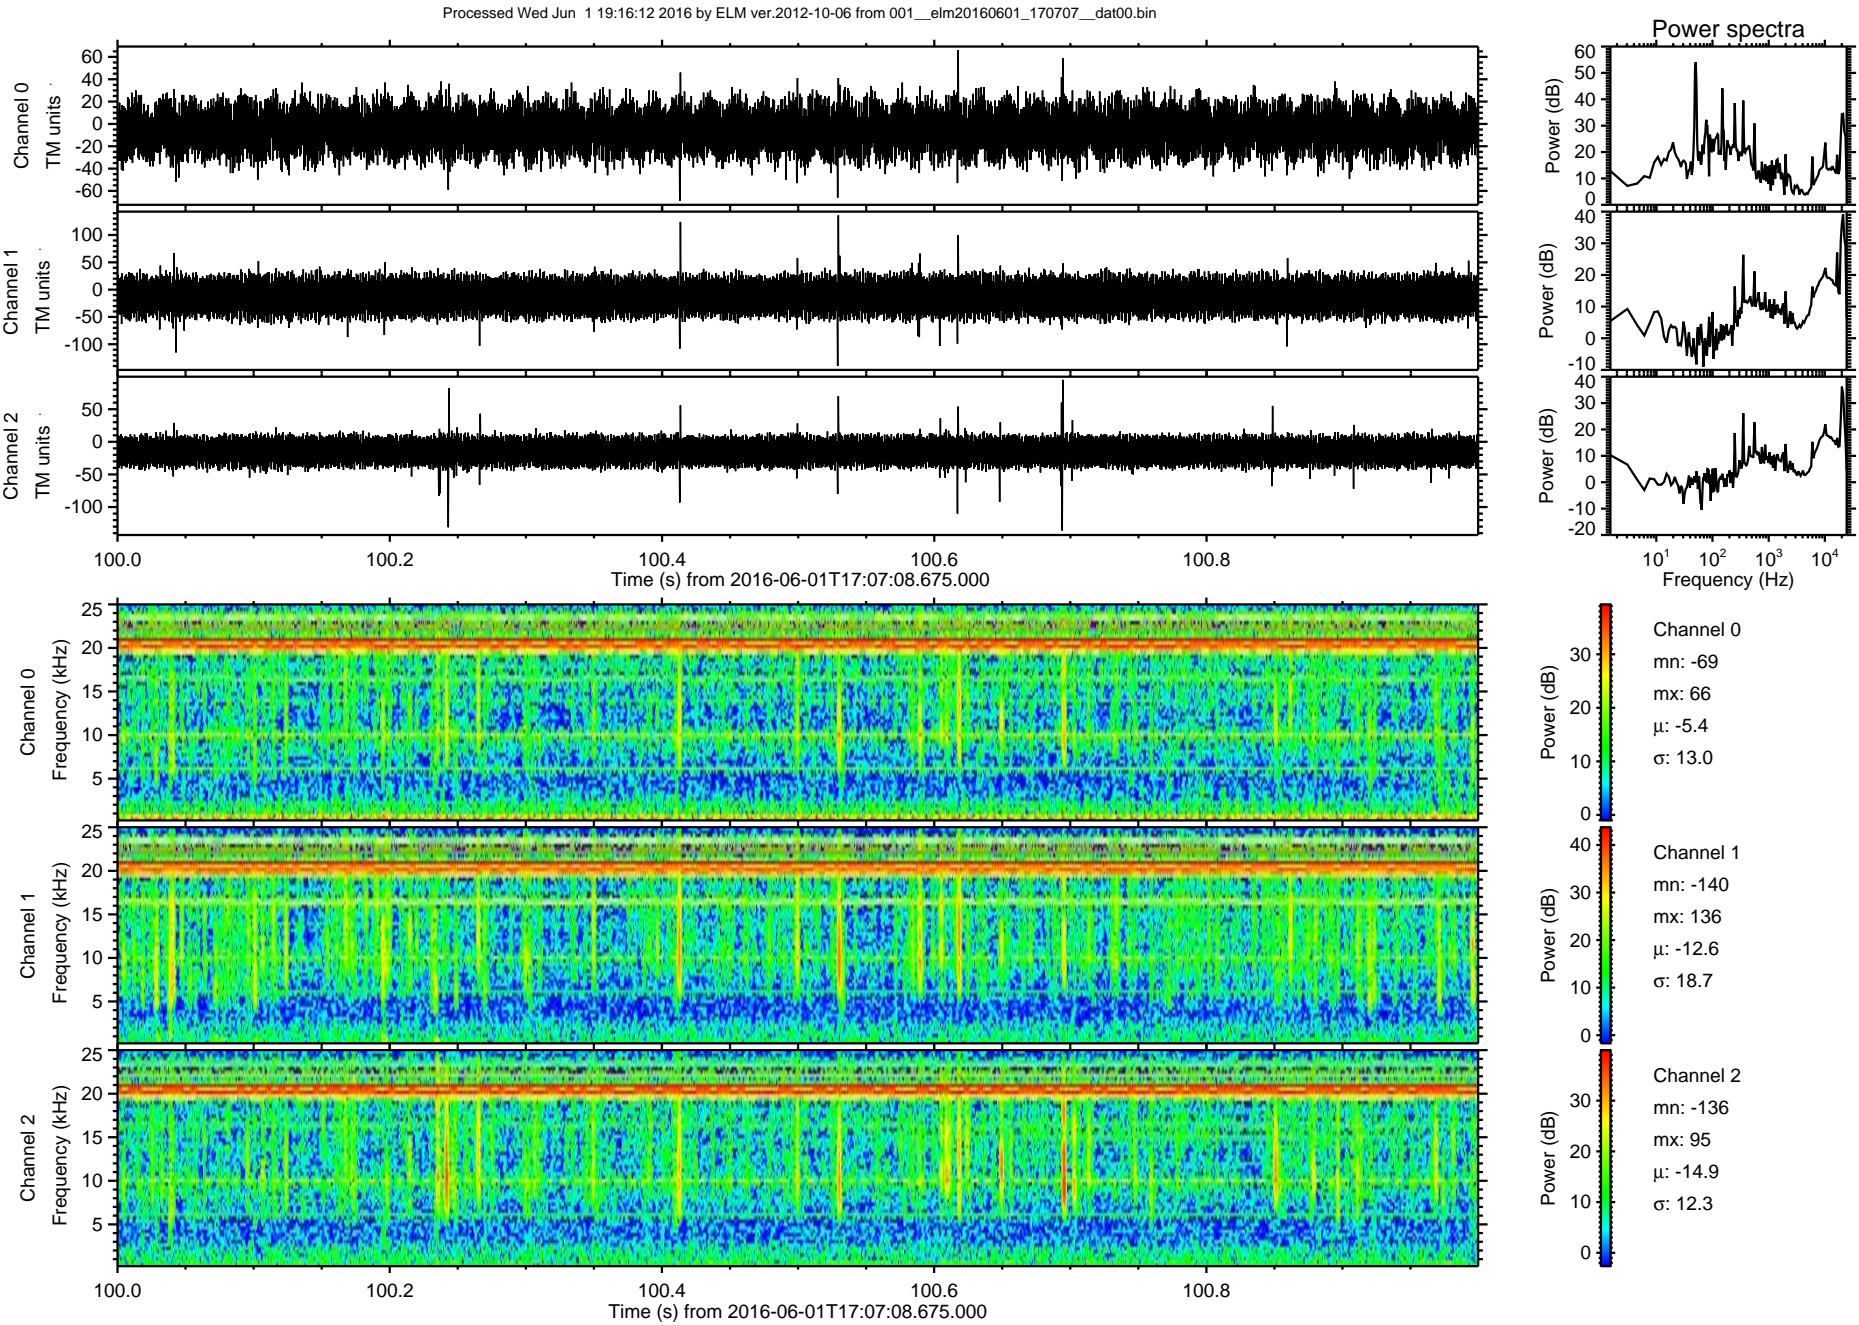 Processed Wed Jun 1 19:16:12 2016 by ELM ver.2012-10-06 from 001__elm20160601_170707__dat00.bin
Power spectra
Channel 0
TM units
60
40
20
0
-20
-40
-60
Power (dB)
60
50
40
30
20
10
0
Channel 1
TM units
100
50
0
-50
-100
Power (dB)
40
30
20
10
0
-10
Channel 2
TM units
50
0
-50
-100
Power (dB)
40
30
20
10
0
-10
-20
100.0 100.2 100.4 100.6 100.8
Time (s) from 2016-06-01T17:07:08.675.000
10^1 10^2 10^3 10^4
Frequency (Hz)
Channel 0
Frequency (kHz)
25
20
15
10
5
Power (dB)
30
20
10
0
Channel 0
mn: -69
mx: 66
μ: -5.4
σ: 13.0
Channel 1
Frequency (kHz)
25
20
15
10
5
Power (dB)
40
30
20
10
0
Channel 1
mn: -140
mx: 136
μ: -12.6
σ: 18.7
Channel 2
Frequency (kHz)
25
20
15
10
5
Power (dB)
30
20
10
0
Channel 2
mn: -136
mx: 95
μ: -14.9
σ: 12.3
100.0 100.2 100.4 100.6 100.8
Time (s) from 2016-06-01T17:07:08.675.000